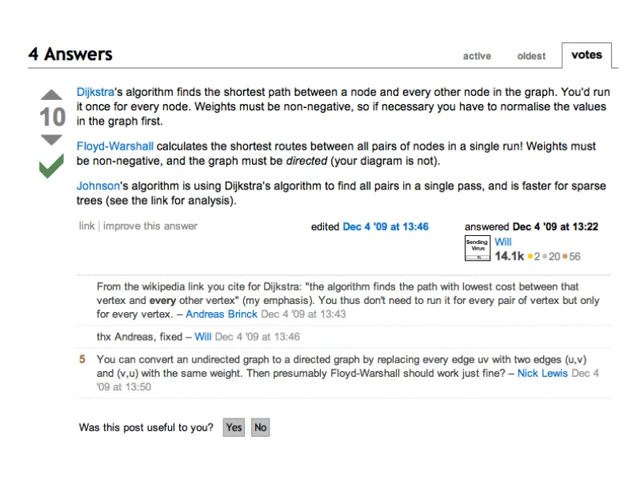 4 Answers
active oldest votes
Dijkstra's algorithm finds the shortest path between a node and every other node in the graph. You'd run
it once for every node. Weights must be non-negative, so if necessary you have to normalise the values
in the graph first.
10
Floyd-Warshall calculates the shortest routes between all pairs of nodes in a single run! Weights must
be non-negative, and the graph must be directed (your diagram is not).
Johnson's algorithm is using Dijkstra's algorithm to find all pairs in a single pass, and is faster for sparse
trees (see the link for analysis).
link | improve this answer edited Dec 4 '09 at 13:46 answered Dec 4 '09 at 13:22
Sending Virus Will
14.1k 2 20 56
From the wikipedia link you cite for Dijkstra: "the algorithm finds the path with lowest cost between that
vertex and every other vertex" (my emphasis). You thus don't need to run it for every pair of vertex but only
for every vertex. – Andreas Brinck Dec 4 '09 at 13:43
thx Andreas, fixed – Will Dec 4 '09 at 13:46
5 You can convert an undirected graph to a directed graph by replacing every edge uv with two edges (u,v)
and (v,u) with the same weight. Then presumably Floyd-Warshall should work just fine? – Nick Lewis Dec 4
'09 at 13:50
Was this post useful to you? Yes No